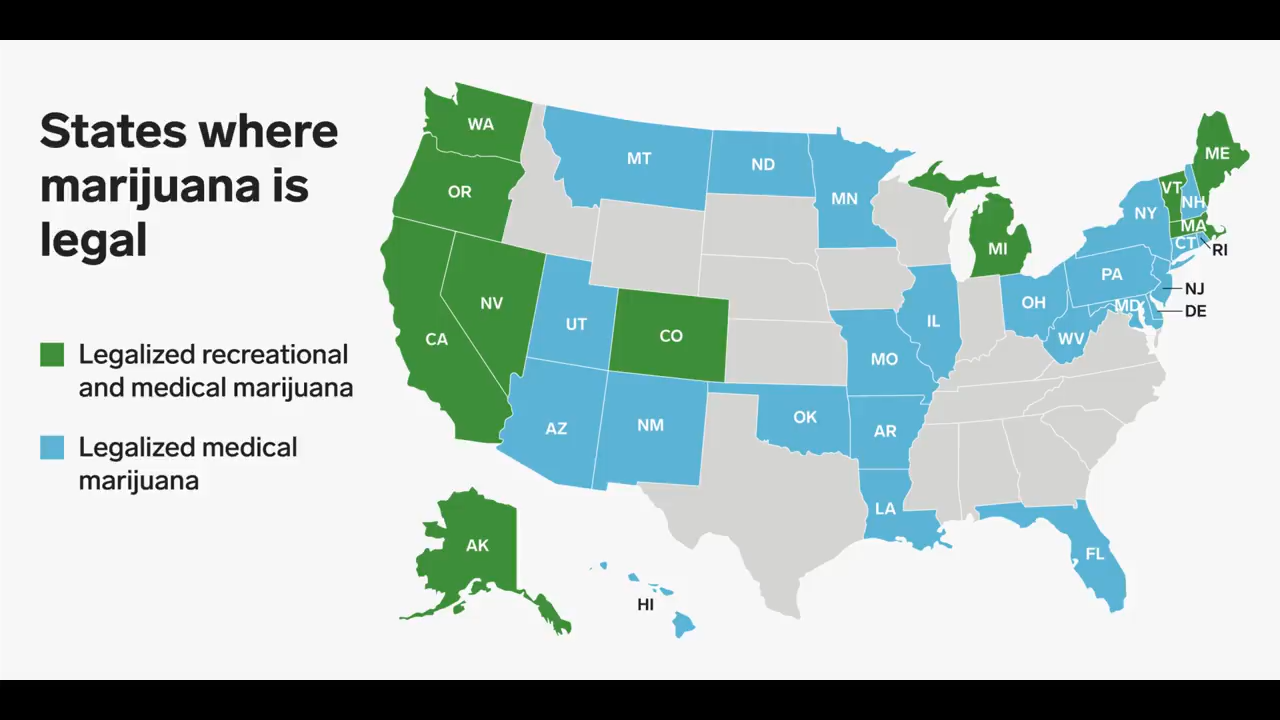 States where
marijuana is
legal
Legalized recreational
and medical marijuana
Legalized medical
marijuana
WA
MT
ND
ME
OR
MN
VT
NH
NY
MA
CT
RI
MI
PA
NJ
NV
OH
MD
DE
UT
IL
CA
CO
WV
MO
AZ
NM
OK
AR
LA
AK
FL
HI